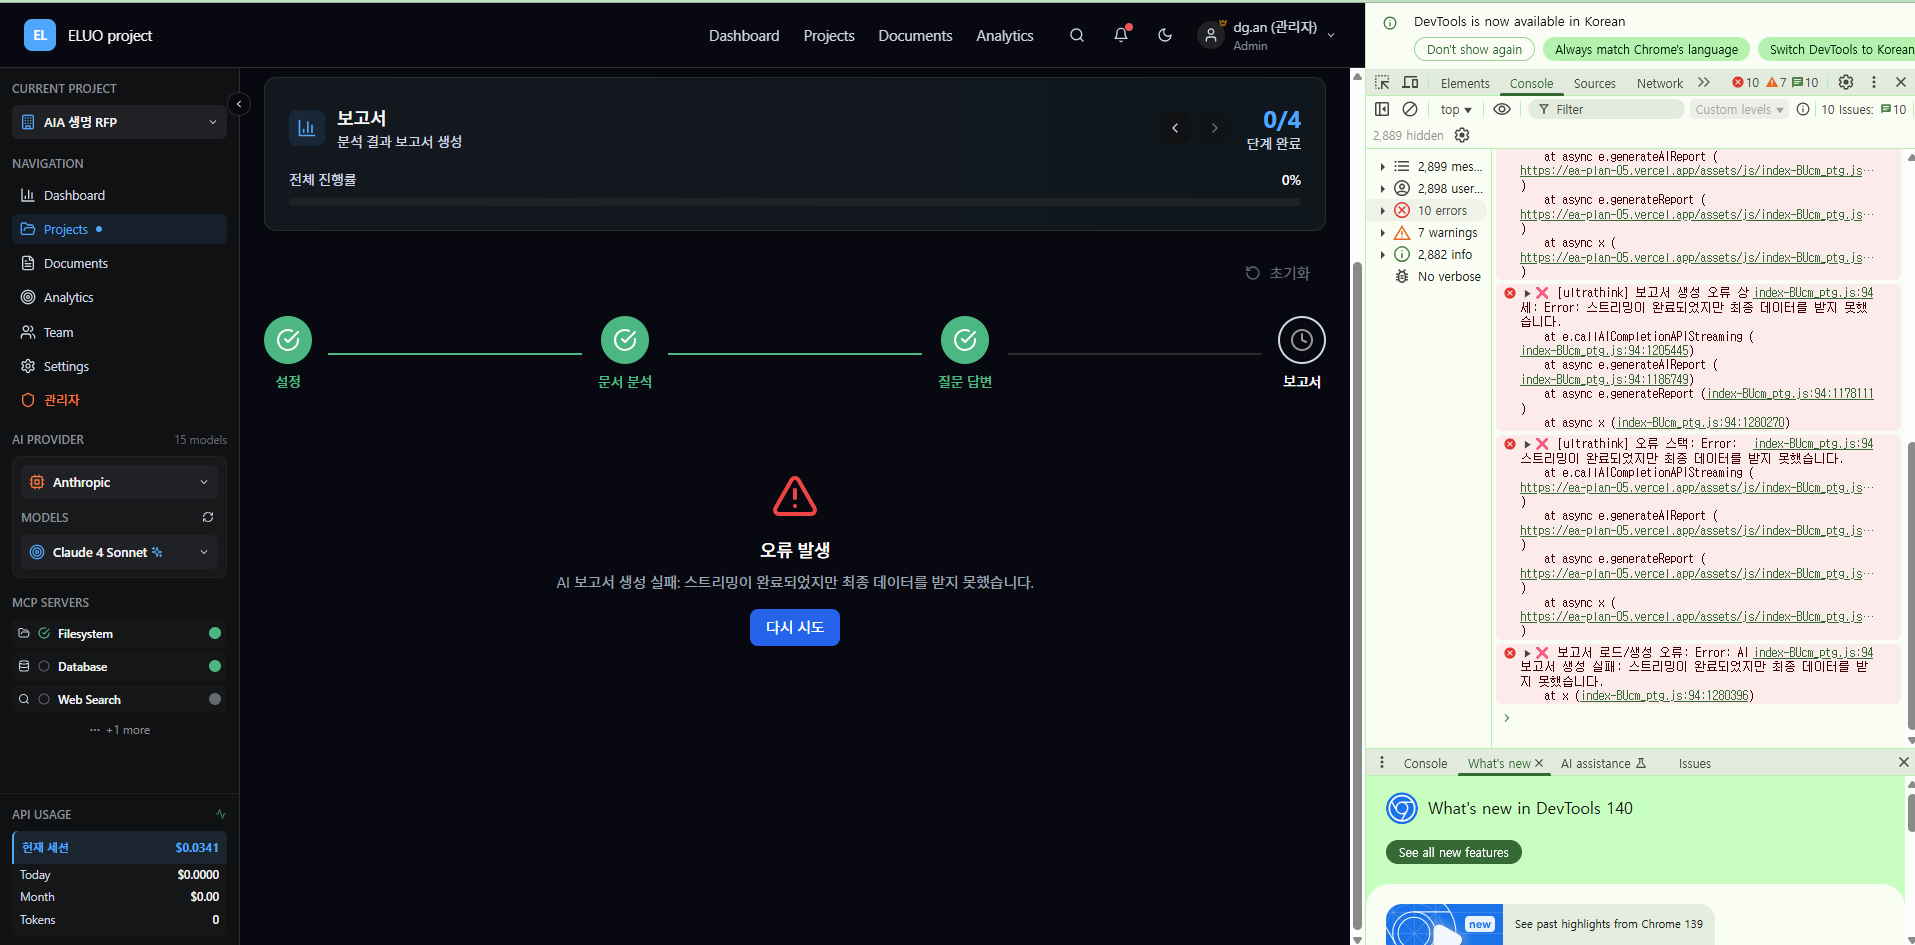 EL
ELUO project
Dashboard
Projects
Documents
Analytics
dg.an (관리자)
Admin
CURRENT PROJECT
AIA 생명 RFP
NAVIGATION
Dashboard
Projects
Documents
Analytics
Team
Settings
관리자
AI PROVIDER
15 models
Anthropic
MODELS
Claude 4 Sonnet
MCP SERVERS
Filesystem
Database
Web Search
··· +1 more
API USAGE
현재 세션 $0.0341
Today $0.0000
Month $0.00
Tokens 0
보고서
분석 결과 보고서 생성
0/4
단계 완료
전체 진행률
0%
초기화
설정
문서 분석
질문 답변
보고서
오류 발생
AI 보고서 생성 실패: 스트리밍이 완료되었지만 최종 데이터를 받지 못했습니다.
다시 시도
DevTools is now available in Korean
Don't show again
Always match Chrome's language
Switch DevTools to Korean
Elements
Console
Sources
Network
10
7
10
top
Filter
Custom levels
10 Issues:
10
2,889 hidden
2,899 mes...
2,898 user...
10 errors
7 warnings
2,882 info
No verbose
at async e.generateAIReport (
https://ea-plan-05.vercel.app/assets/js/index-BUcm_ptg.js…
)
at async e.generateReport (
https://ea-plan-05.vercel.app/assets/js/index-BUcm_ptg.js…
)
at async x (
https://ea-plan-05.vercel.app/assets/js/index-BUcm_ptg.js…
)
[ultrathink] 보고서 생성 오류 상 index-BUcm_ptg.js:94
세: Error: 스트리밍이 완료되었지만 최종 데이터를 받지 못했
습니다.
at e.callAICompletionAPIStreaming (
index-BUcm_ptg.js:94:1205445)
at async e.generateAIReport (
index-BUcm_ptg.js:94:1186749)
at async e.generateReport (index-BUcm_ptg.js:94:1178111
)
at async x (index-BUcm_ptg.js:94:1280270)
[ultrathink] 오류 스택: Error: index-BUcm_ptg.js:94
스트리밍이 완료되었지만 최종 데이터를 받지 못했습니다.
at e.callAICompletionAPIStreaming (
https://ea-plan-05.vercel.app/assets/js/index-BUcm_ptg.js…
)
at async e.generateAIReport (
https://ea-plan-05.vercel.app/assets/js/index-BUcm_ptg.js…
)
at async e.generateReport (
https://ea-plan-05.vercel.app/assets/js/index-BUcm_ptg.js…
)
at async x (
https://ea-plan-05.vercel.app/assets/js/index-BUcm_ptg.js…
)
보고서 로드/생성 오류: Error: AI index-BUcm_ptg.js:94
보고서 생성 실패: 스트리밍이 완료되었지만 최종 데이터를 받
지 못했습니다.
at x (index-BUcm_ptg.js:94:1280396)
Console
What's new
AI assistance
Issues
What's new in DevTools 140
See all new features
new
See past highlights from Chrome 139